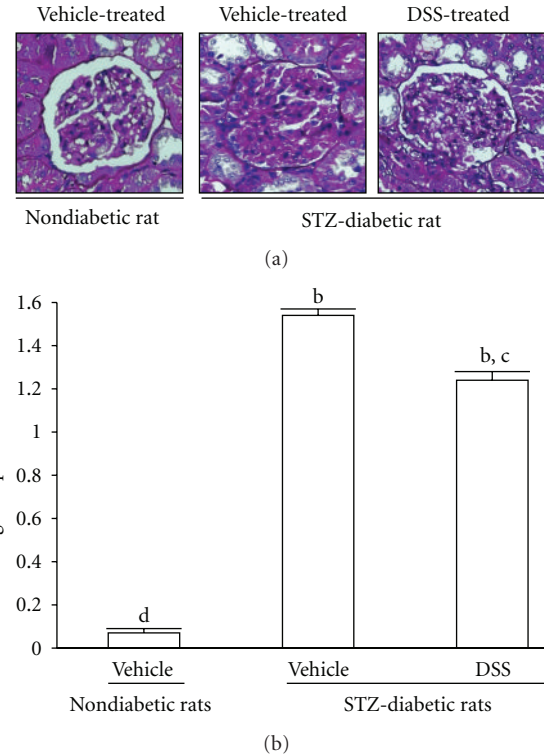 Vehicle-treated Vehicle-treated DSS-treated
Nondiabetic rat STZ-diabetic rat
(a)
1.6
1.4
1.2
1
0.8
0.6
0.4
0.2
0
b
b, c
d
Vehicle Vehicle DSS
Nondiabetic rats STZ-diabetic rats
(b)